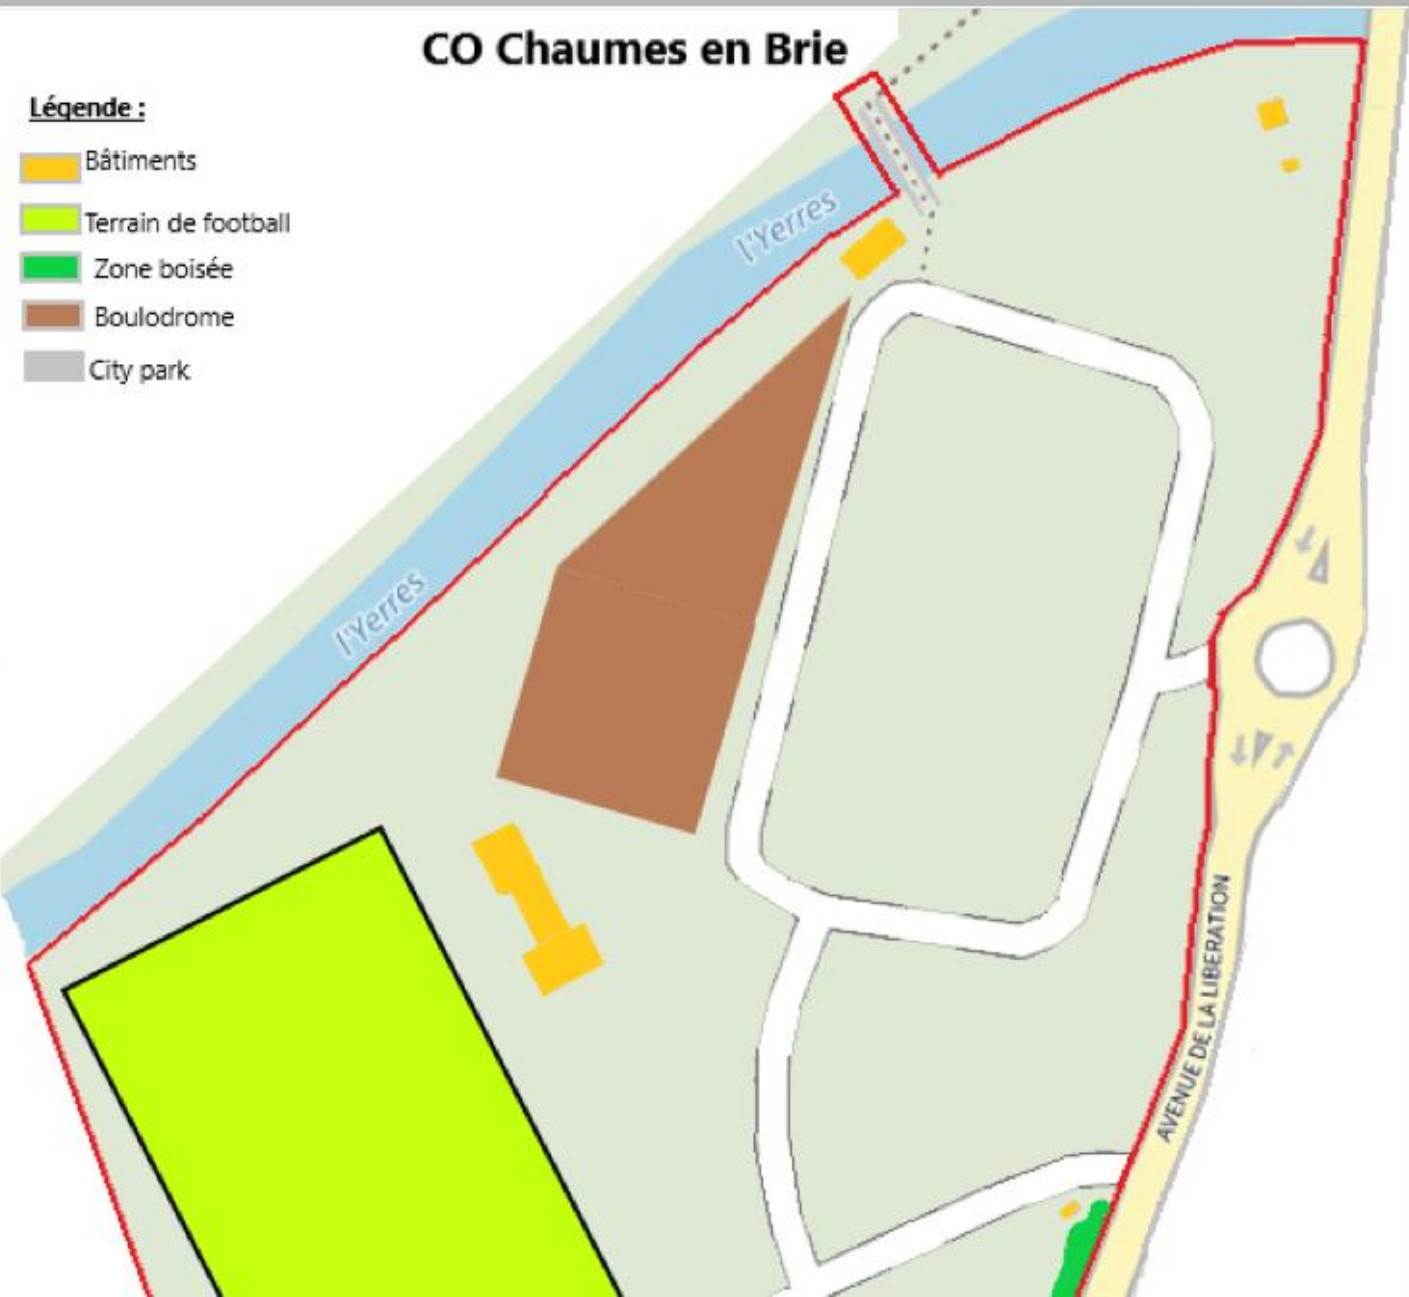 CO Chaumes en Brie
Légende :
Bâtiments
Terrain de football
Zone boisée
Boulodrome
City park
l'Yerres
l'Yerres
AVENUE DE LA LIBERATION